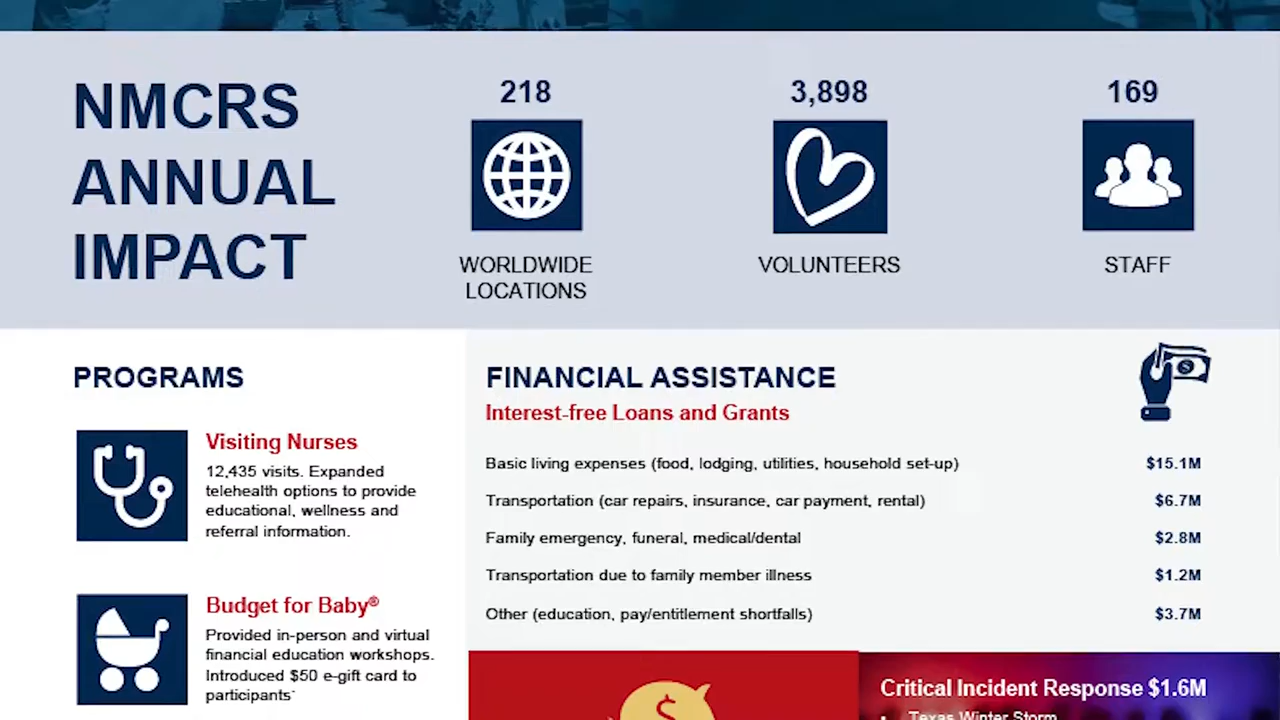 NMCRS
ANNUAL
IMPACT
218
WORLDWIDE
LOCATIONS
3,898
VOLUNTEERS
169
STAFF
PROGRAMS
Visiting Nurses
12,435 visits. Expanded
telehealth options to provide
educational, wellness and
referral information.
Budget for Baby®
Provided in-person and virtual
financial education workshops.
Introduced $50 e-gift card to
participants
FINANCIAL ASSISTANCE
Interest-free Loans and Grants
Basic living expenses (food, lodging, utilities, household set-up) $15.1M
Transportation (car repairs, insurance, car payment, rental) $6.7M
Family emergency, funeral, medical/dental $2.8M
Transportation due to family member illness $1.2M
Other (education, pay/entitlement shortfalls) $3.7M
$
Critical Incident Response $1.6M
• Texas Winter Storm